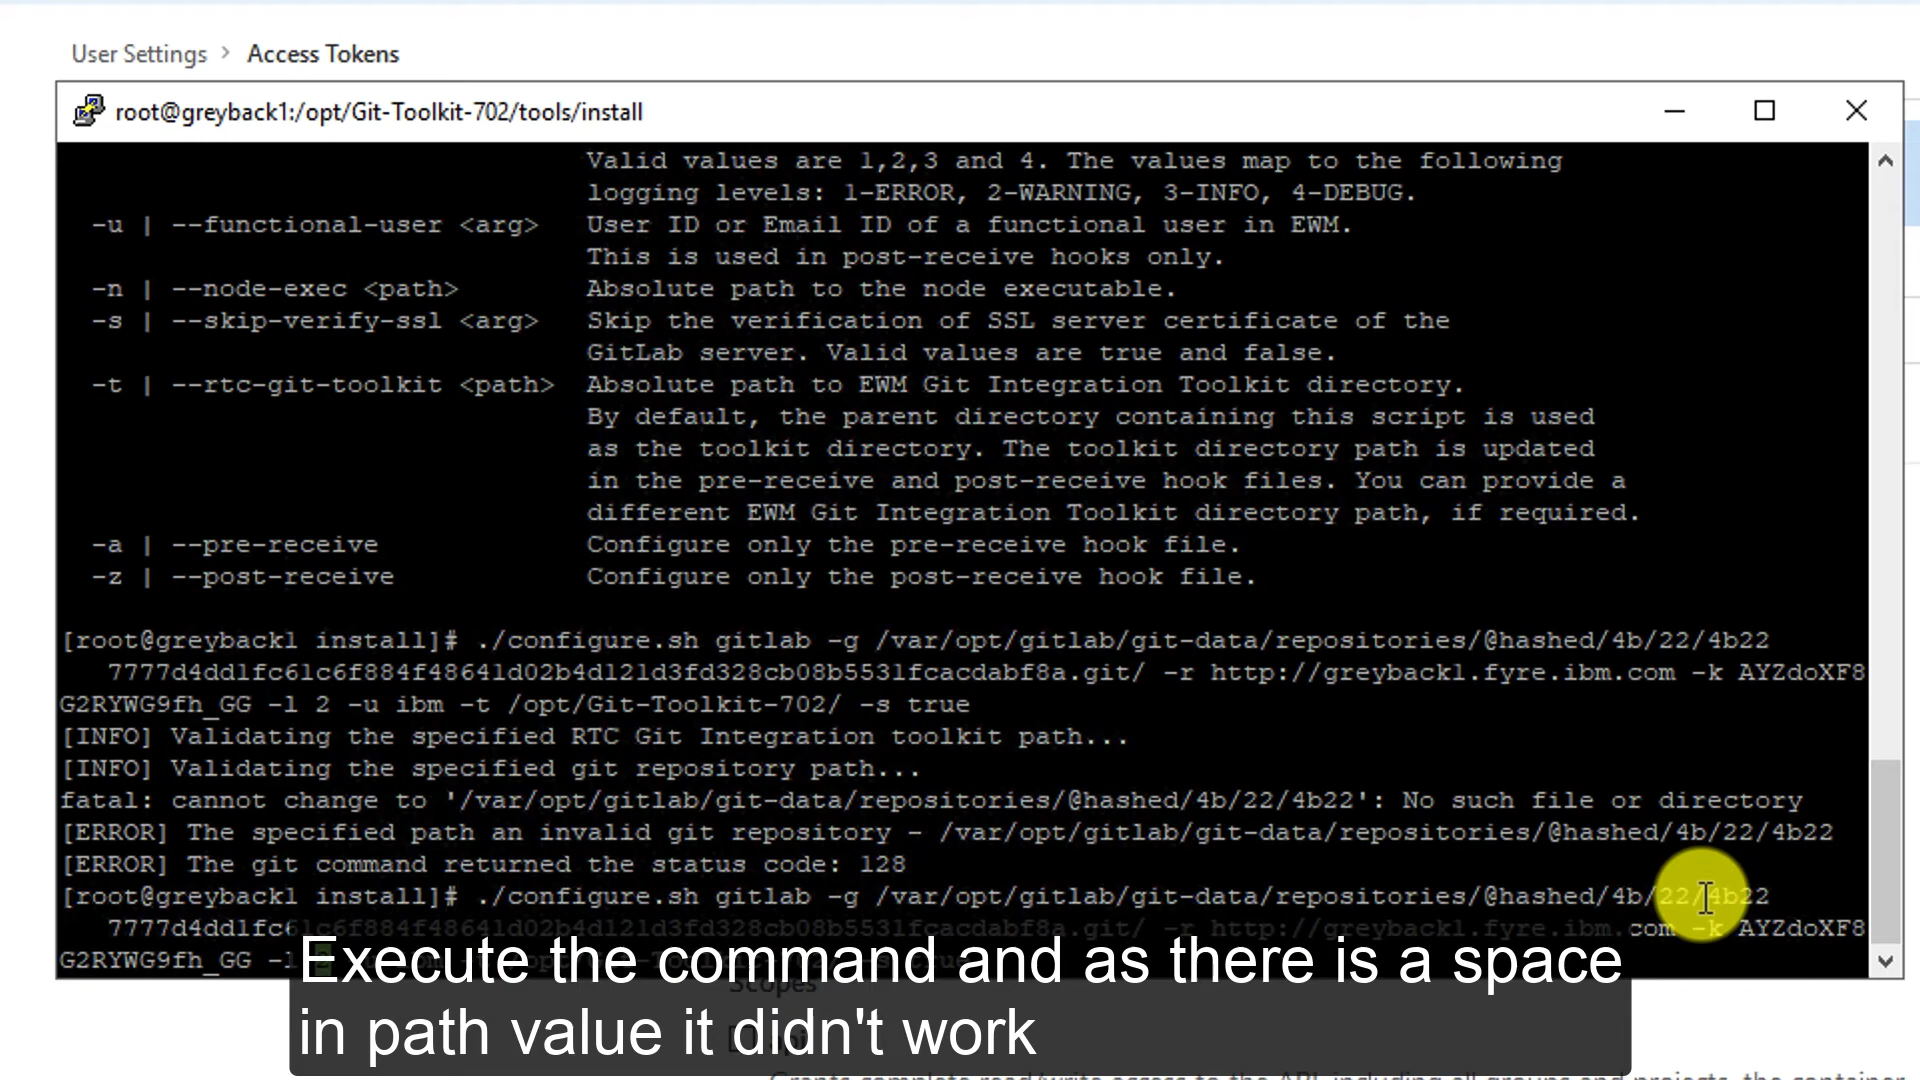 User Settings > Access Tokens
root@greyback1:/opt/Git-Toolkit-702/tools/install
Valid values are 1,2,3 and 4. The values map to the following
logging levels: 1-ERROR, 2-WARNING, 3-INFO, 4-DEBUG.
-u | --functional-user <arg> User ID or Email ID of a functional user in EWM.
This is used in post-receive hooks only.
-n | --node-exec <path> Absolute path to the node executable.
-s | --skip-verify-ssl <arg> Skip the verification of SSL server certificate of the
GitLab server. Valid values are true and false.
-t | --rtc-git-toolkit <path> Absolute path to EWM Git Integration Toolkit directory.
By default, the parent directory containing this script is used
as the toolkit directory. The toolkit directory path is updated
in the pre-receive and post-receive hook files. You can provide a
different EWM Git Integration Toolkit directory path, if required.
-a | --pre-receive Configure only the pre-receive hook file.
-z | --post-receive Configure only the post-receive hook file.
[root@greyback1 install]# ./configure.sh gitlab -g /var/opt/gitlab/git-data/repositories/@hashed/4b/22/4b22
7777d4dd1fc61c6f884f48641d02b4d121d3fd328cb08b5531fcacdabf8a.git/ -r http://greyback1.fyre.ibm.com -k AYZdoXF8
G2RYWG9fh_GG -l 2 -u ibm -t /opt/Git-Toolkit-702/ -s true
[INFO] Validating the specified RTC Git Integration toolkit path...
[INFO] Validating the specified git repository path...
fatal: cannot change to '/var/opt/gitlab/git-data/repositories/@hashed/4b/22/4b22': No such file or directory
[ERROR] The specified path an invalid git repository - /var/opt/gitlab/git-data/repositories/@hashed/4b/22/4b22
[ERROR] The git command returned the status code: 128
[root@greyback1 install]# ./configure.sh gitlab -g /var/opt/gitlab/git-data/repositories/@hashed/4b/22/4b22
7777d4dd1fc61c6f884f48641d02b4d121d3fd328cb08b5531fcacdabf8a.git/ -r http://greyback1.fyre.ibm.com -k AYZdoXF8
G2RYWG9fh_GG -l
Execute the command and as there is a space
in path value it didn't work
Scopes